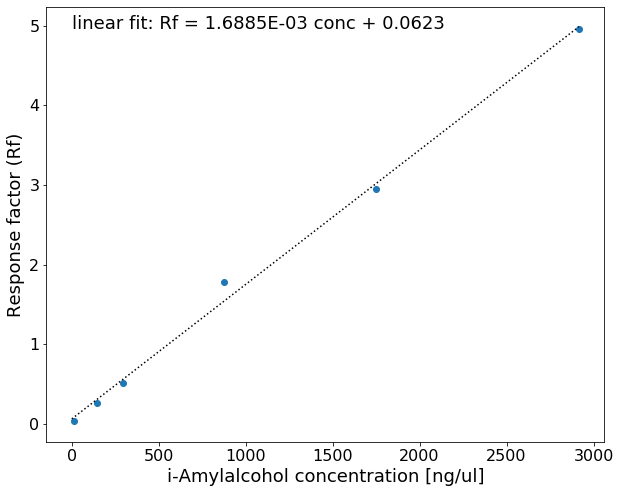 linear fit: Rf = 1.6885E-03 conc + 0.0623
5
4
3
2
1
0
Response factor (Rf)
0 500 1000 1500 2000 2500 3000
i-Amylalcohol concentration [ng/ul]